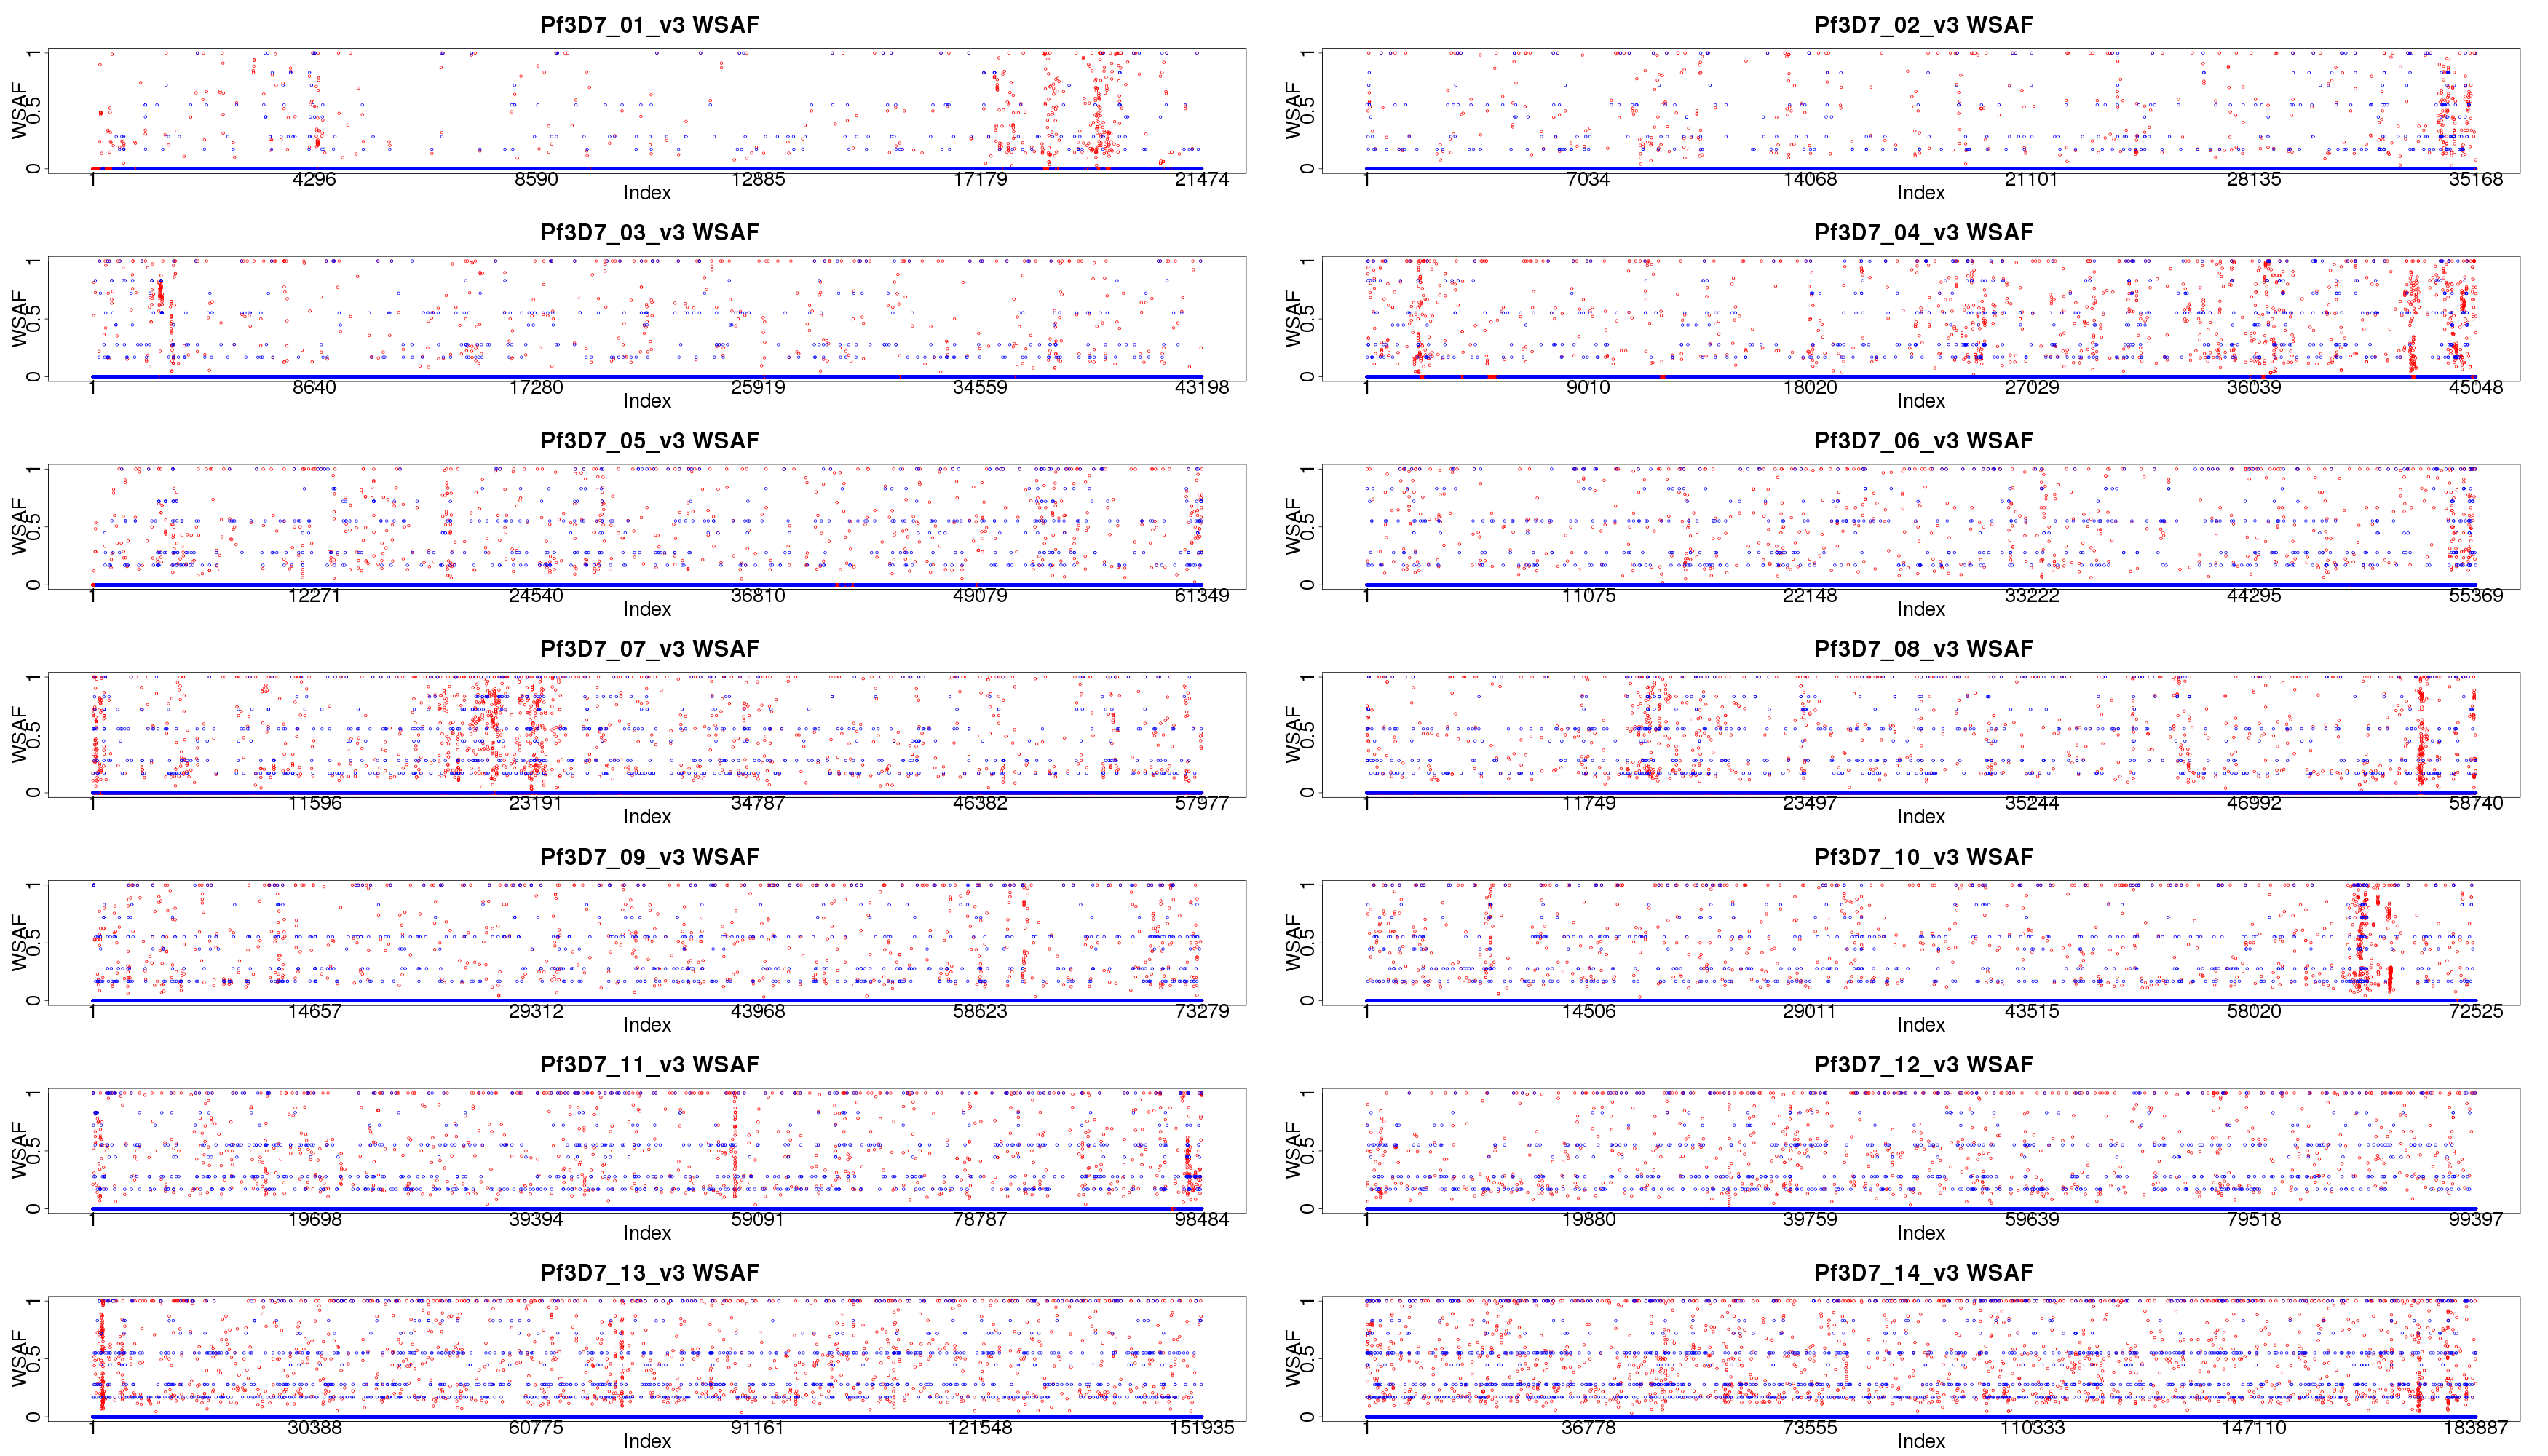 Pf3D7_01_v3 WSAF
WSAF
0 0.5 1
1 4296 8590 12885 17179 21474
Index
Pf3D7_02_v3 WSAF
WSAF
0 0.5 1
1 7034 14068 21101 28135 35168
Index
Pf3D7_03_v3 WSAF
WSAF
0 0.5 1
1 8640 17280 25919 34559 43198
Index
Pf3D7_04_v3 WSAF
WSAF
0 0.5 1
1 9010 18020 27029 36039 45048
Index
Pf3D7_05_v3 WSAF
WSAF
0 0.5 1
1 12271 24540 36810 49079 61349
Index
Pf3D7_06_v3 WSAF
WSAF
0 0.5 1
1 11075 22148 33222 44295 55369
Index
Pf3D7_07_v3 WSAF
WSAF
0 0.5 1
1 11596 23191 34787 46382 57977
Index
Pf3D7_08_v3 WSAF
WSAF
0 0.5 1
1 11749 23497 35244 46992 58740
Index
Pf3D7_09_v3 WSAF
WSAF
0 0.5 1
1 14657 29312 43968 58623 73279
Index
Pf3D7_10_v3 WSAF
WSAF
0 0.5 1
1 14506 29011 43515 58020 72525
Index
Pf3D7_11_v3 WSAF
WSAF
0 0.5 1
1 19698 39394 59091 78787 98484
Index
Pf3D7_12_v3 WSAF
WSAF
0 0.5 1
1 19880 39759 59639 79518 99397
Index
Pf3D7_13_v3 WSAF
WSAF
0 0.5 1
1 30388 60775 91161 121548 151935
Index
Pf3D7_14_v3 WSAF
WSAF
0 0.5 1
1 36778 73555 110333 147110 183887
Index